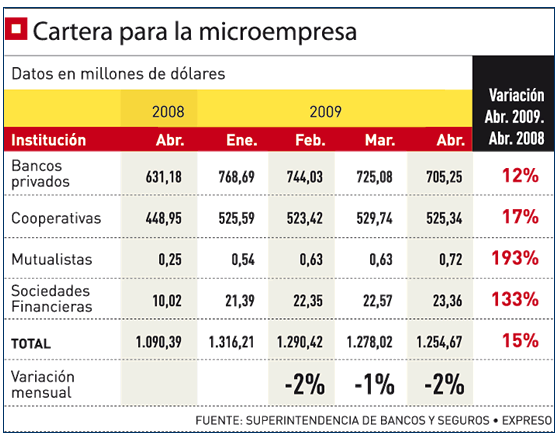 Cartera para la microempresa
Datos en millones de dólares
Variación
Abr. 2009.
Abr. 2008
2008 2009
Institución Abr. Ene. Feb. Mar. Abr.
Bancos
privados 631,18 768,69 744,03 725,08 705,25 12%
Cooperativas 448,95 525,59 523,42 529,74 525,34 17%
Mutualistas 0,25 0,54 0,63 0,63 0,72 193%
Sociedades
Financieras 10,02 21,39 22,35 22,57 23,36 133%
TOTAL 1.090,39 1.316,21 1.290,42 1.278,02 1.254,67 15%
Variación
mensual -2% -1% -2%
FUENTE: SUPERINTENDENCIA DE BANCOS Y SEGUROS • EXPRESO